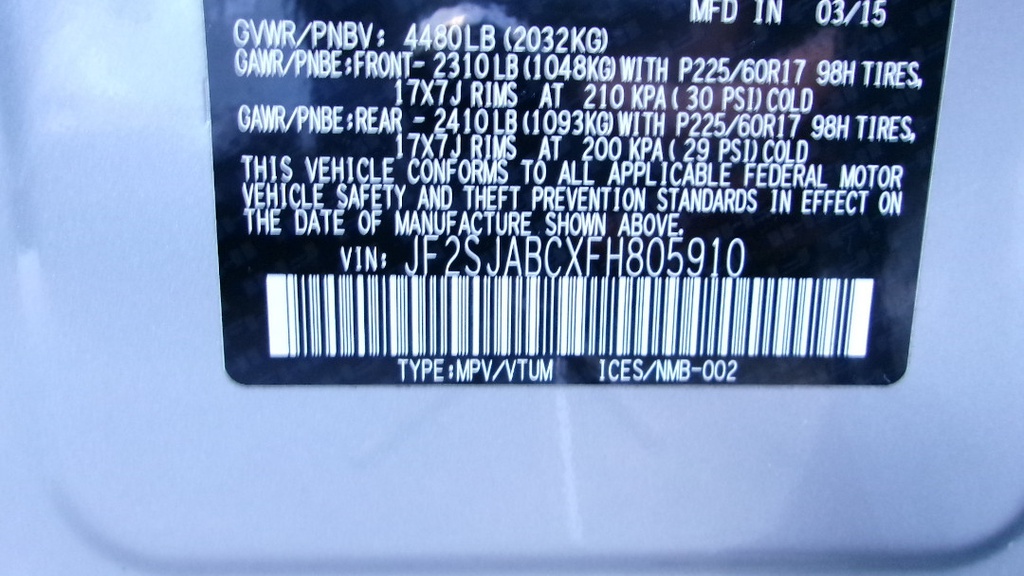 MFD IN 03/15
GVWR/PNBV: 4480LB (2032KG)
GAWR/PNBE:FRONT- 2310LB (1048KG) WITH P225/60R17 98H TIRES,
17X7J RIMS AT 210 KPA( 30 PSI) COLD
GAWR/PNBE:REAR - 2410LB (1093KG) WITH P225/60R17 98H TIRES,
17X7J RIMS AT 200 KPA( 29 PSI) COLD
THIS VEHICLE CONFORMS TO ALL APPLICABLE FEDERAL MOTOR
VEHICLE SAFETY AND THEFT PREVENTION STANDARDS IN EFFECT ON
THE DATE OF MANUFACTURE SHOWN ABOVE.
VIN: JF2SJABCXFH805910
TYPE:MPV/VTUM ICES/NMB-002